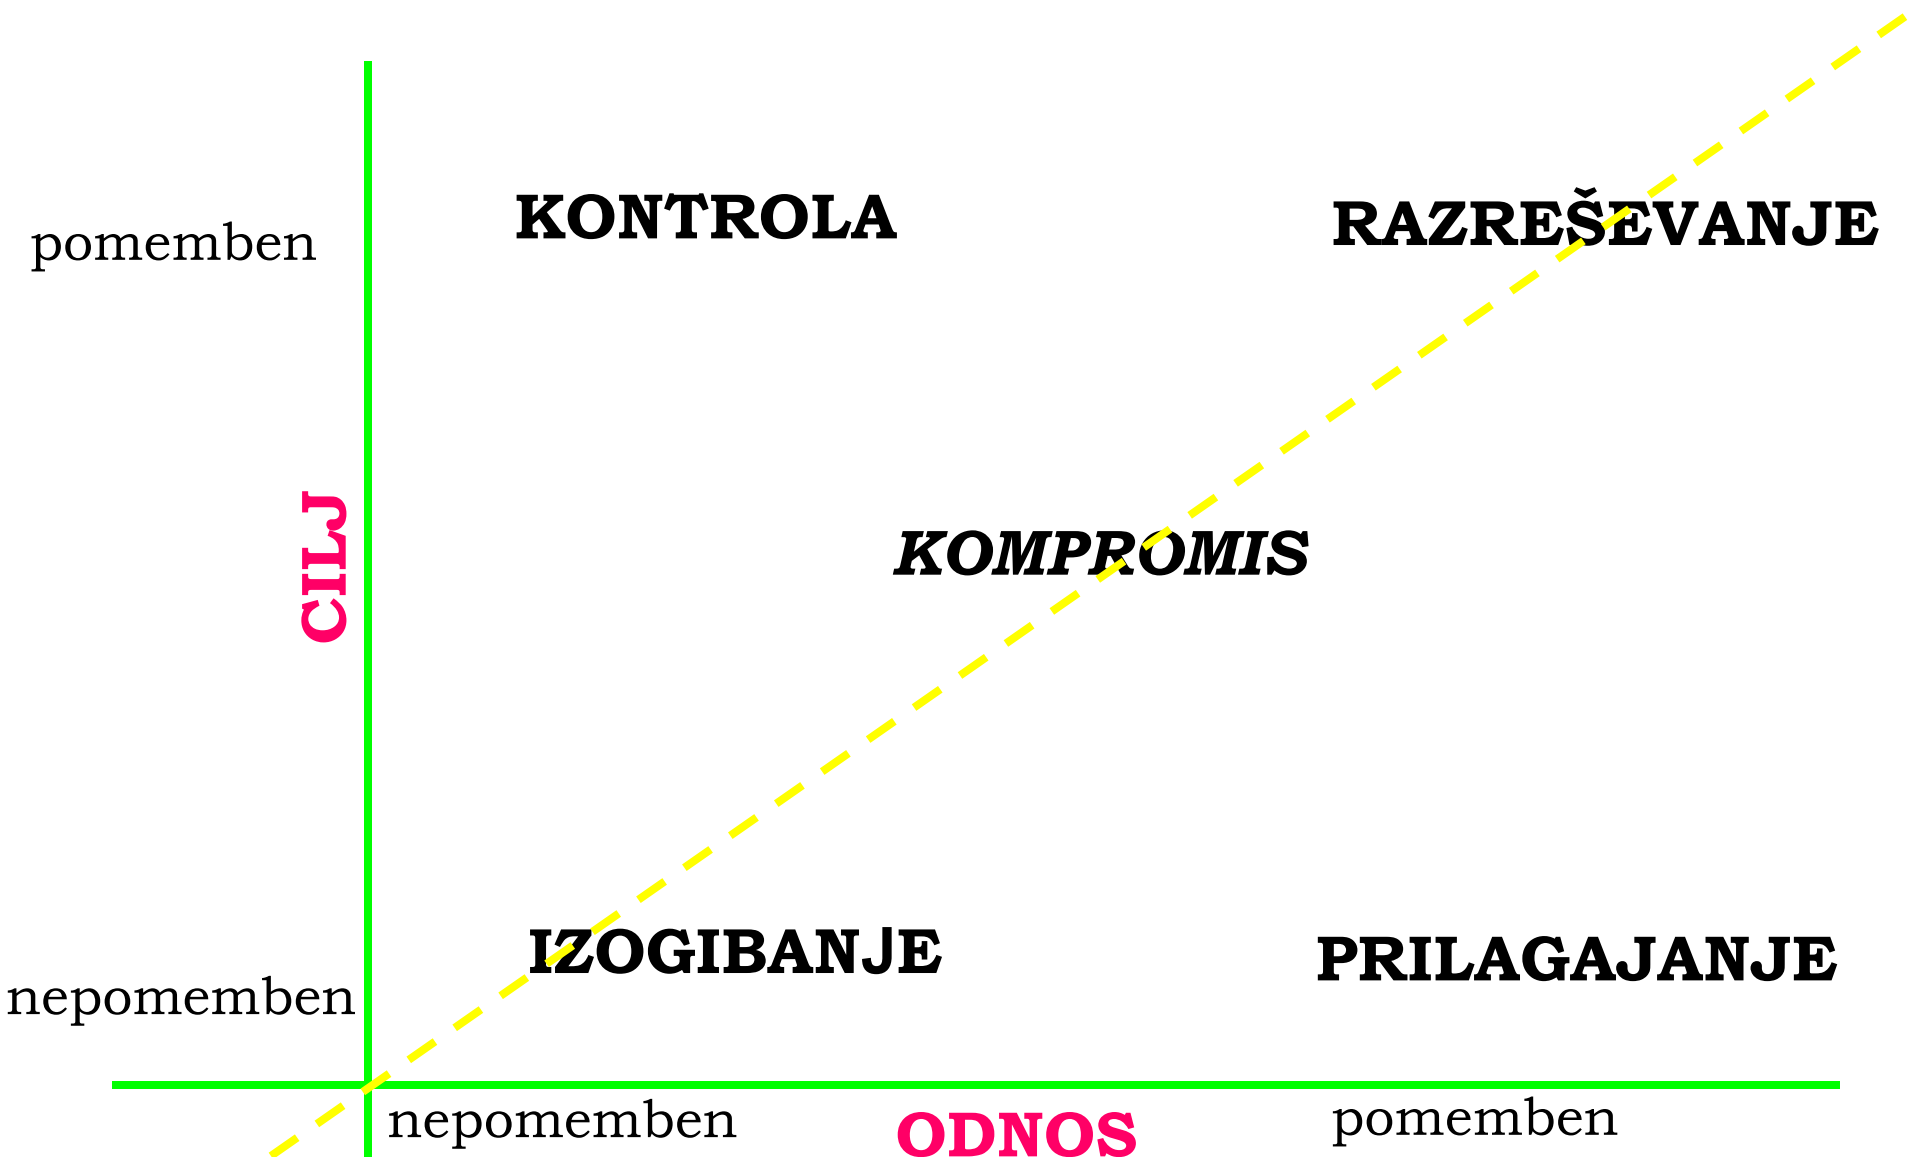 KONTROLA
RAZREŠEVANJE
pomemben
CILJ
KOMPROMIS
IZOGIBANJE
PRILAGAJANJE
nepomemben
nepomemben
ODNOS
pomemben